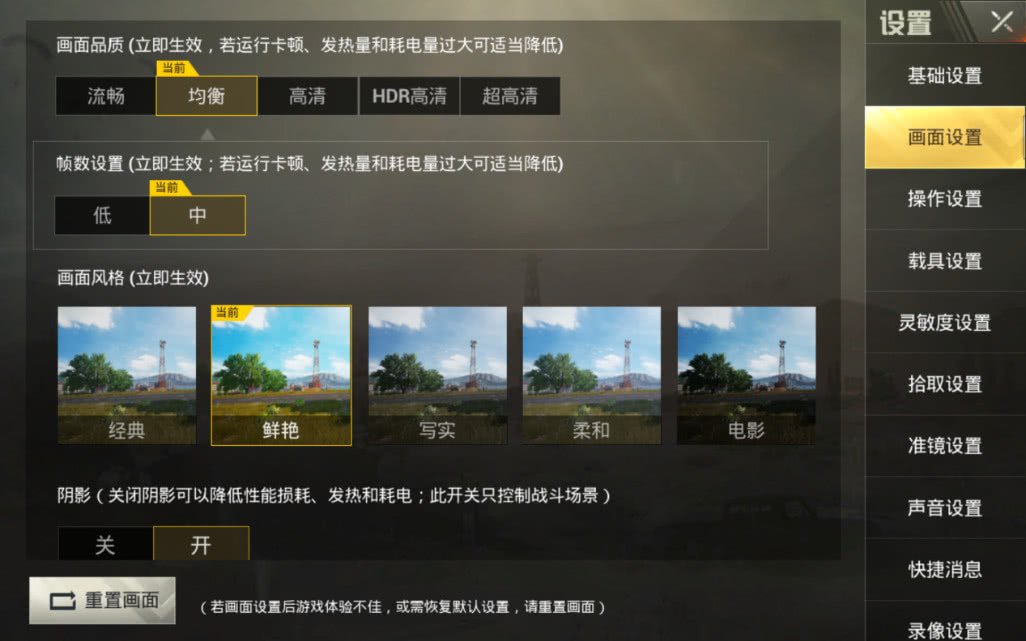 设置
画面品质 (立即生效，若运行卡顿、发热量和耗电量过大可适当降低)
当前
流畅 均衡 高清 HDR高清 超高清
帧数设置 (立即生效；若运行卡顿、发热量和耗电量过大可适当降低)
当前
低 中
画面风格 (立即生效)
当前
经典 鲜艳 写实 柔和 电影
阴影（关闭阴影可以降低性能损耗、发热和耗电；此开关只控制战斗场景）
关 开
重置画面
（若画面设置后游戏体验不佳，或需恢复默认设置，请重置画面）
基础设置
画面设置
操作设置
载具设置
灵敏度设置
拾取设置
准镜设置
声音设置
快捷消息
录像设置